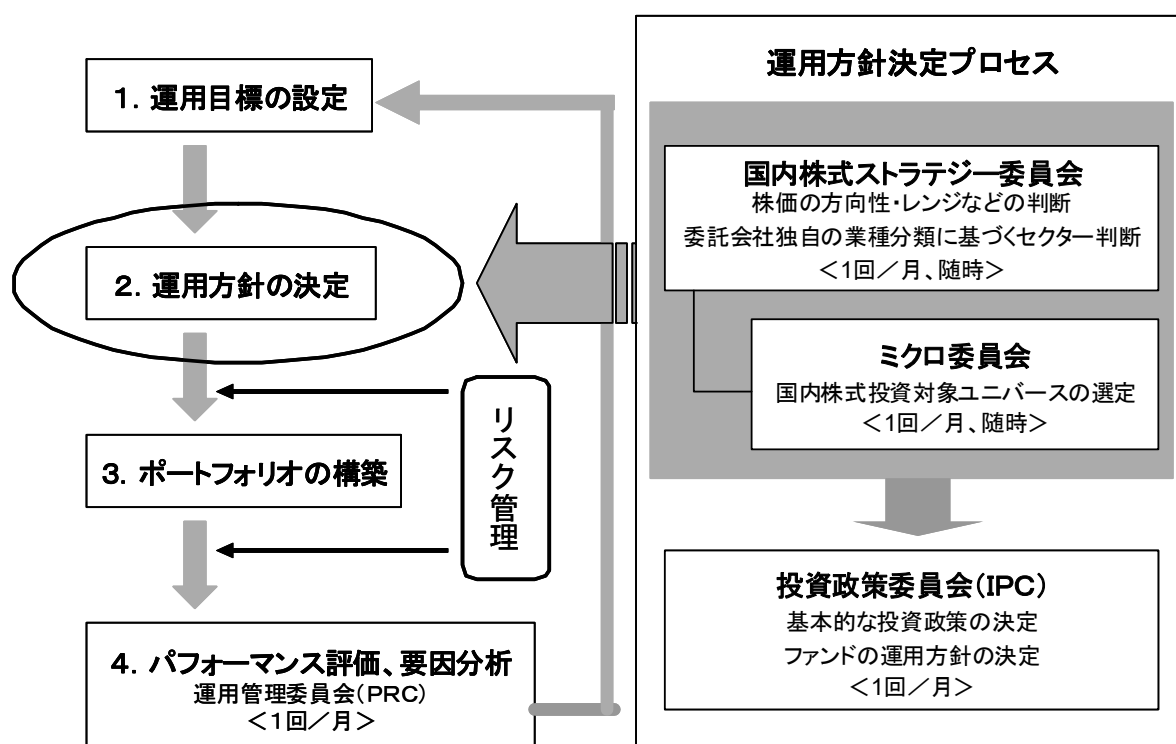 1．運用目標の設定
2．運用方針の決定
リスク管理
3．ポートフォリオの構築
4．パフォーマンス評価、要因分析
運用管理委員会（PRC）
＜1回／月＞
運用方針決定プロセス
国内株式ストラテジー委員会
株価の方向性・レンジなどの判断
委託会社独自の業種分類に基づくセクター判断
＜1回／月、随時＞
ミクロ委員会
国内株式投資対象ユニバースの選定
＜1回／月、随時＞
投資政策委員会（IPC）
基本的な投資政策の決定
ファンドの運用方針の決定
＜1回／月＞